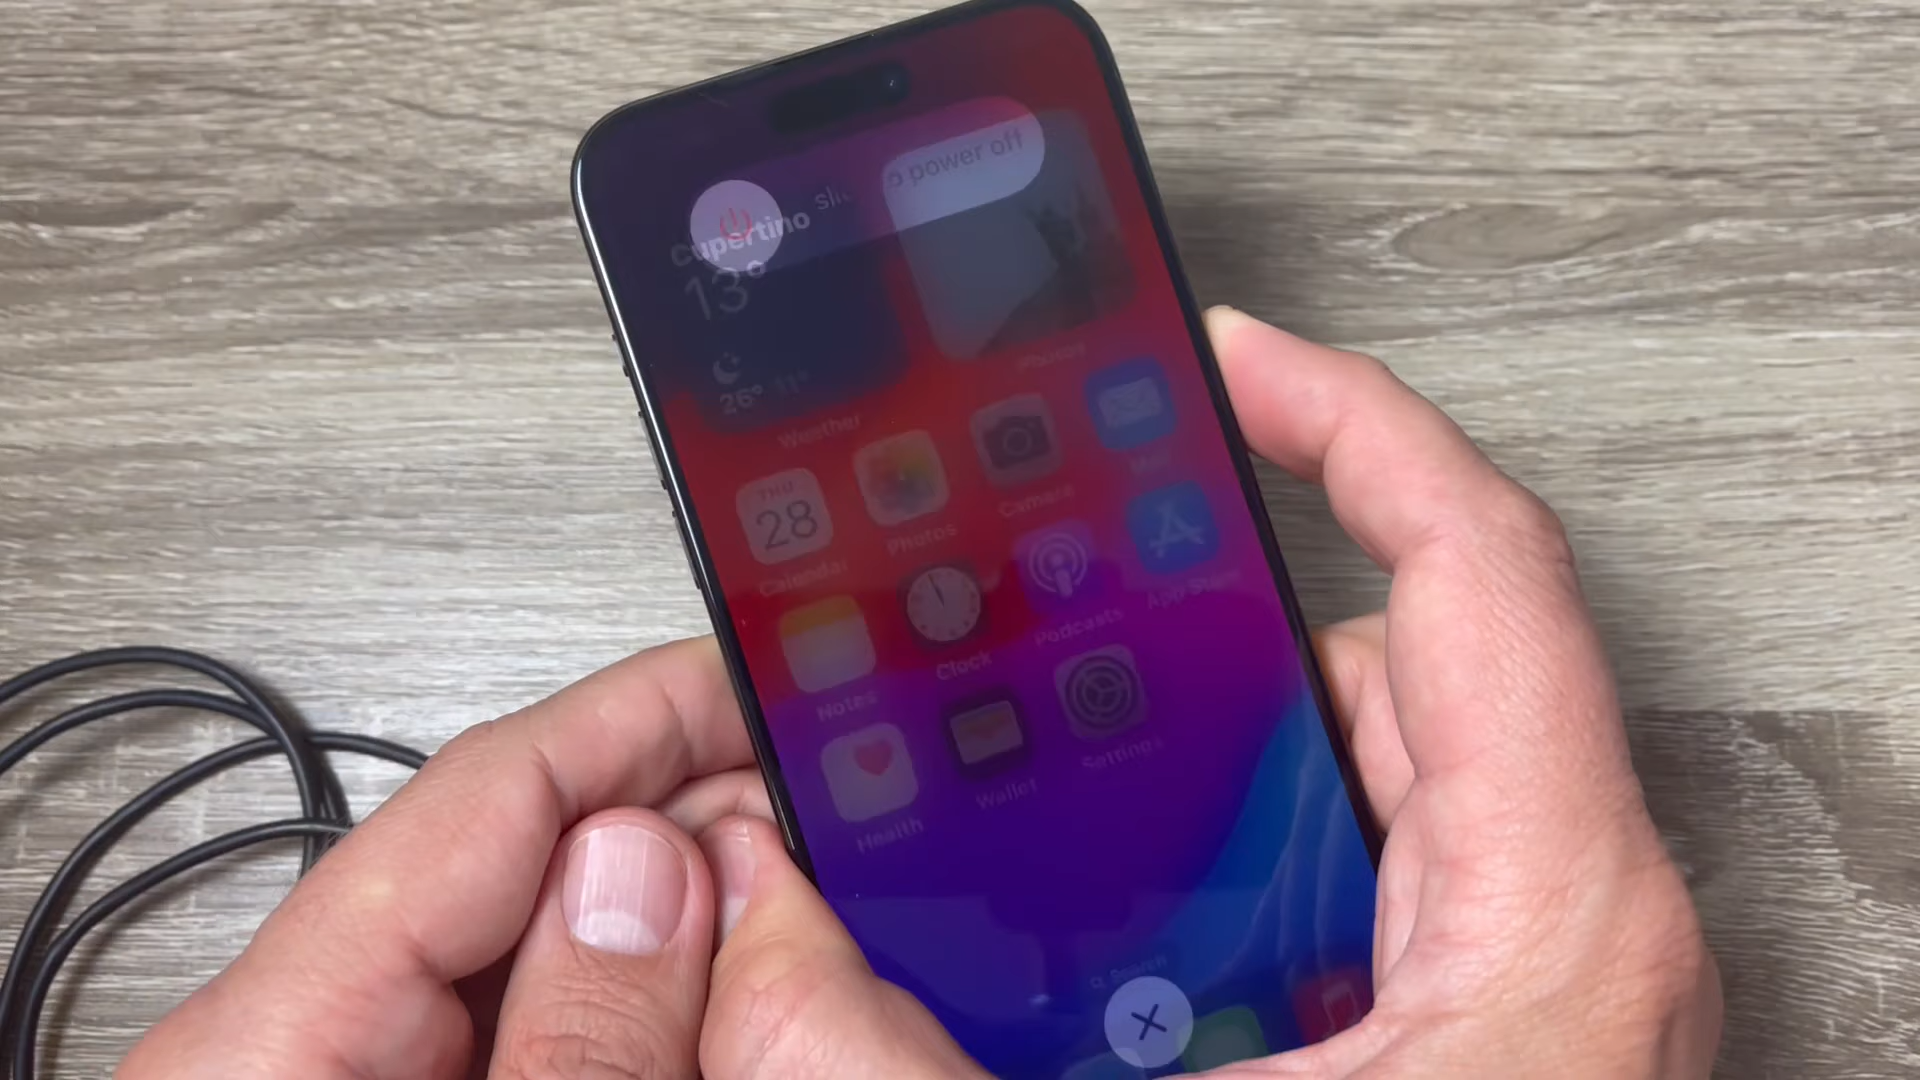 slide to power off
Cupertino
13°
26° 11°
Weather
Photos
THU
28
Calendar
Photos
Camera
Mail
Notes
Clock
Podcasts
App Store
Health
Wallet
Settings
Search